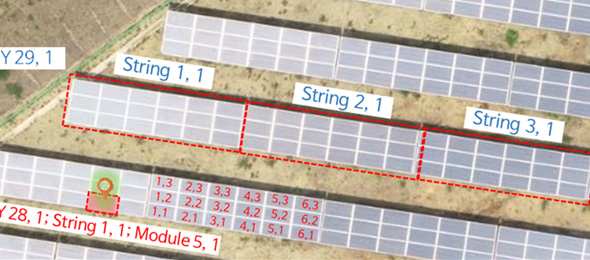 Y 29, 1
String 1, 1
String 2, 1
String 3, 1
1,3 2,3 3,3 4,3 5,3 6,3
1,2 2,2 3,2 4,2 5,2 6,2
1,1 2,1 3,1 4,1 5,1 6,1
Y 28, 1; String 1, 1; Module 5, 1